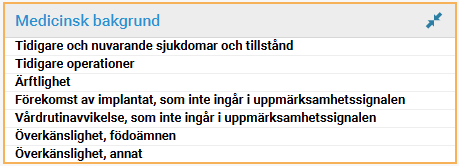 Medicinsk bakgrund
Tidigare och nuvarande sjukdomar och tillstånd
Tidigare operationer
Ärftlighet
Förekomst av implantat, som inte ingår i uppmärksamhetssignalen
Vårdrutinavvikelse, som inte ingår i uppmärksamhetssignalen
Överkänslighet, födoämnen
Överkänslighet, annat